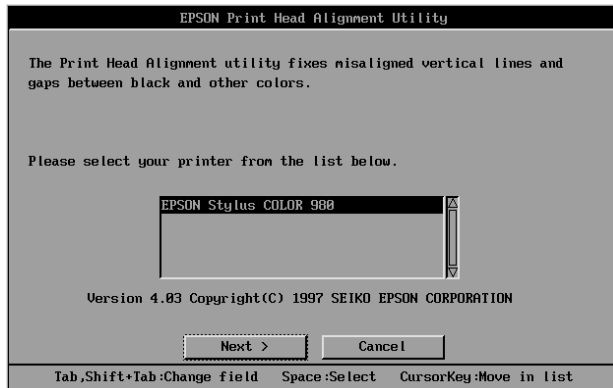 EPSON Print Head Alignment Utility
The Print Head Alignment utility fixes misaligned vertical lines and
gaps between black and other colors.
Please select your printer from the list below.
EPSON Stylus COLOR 980
Version 4.03 Copyright(C) 1997 SEIKO EPSON CORPORATION
Next > Cancel
Tab,Shift+Tab:Change field Space:Select CursorKey:Move in list